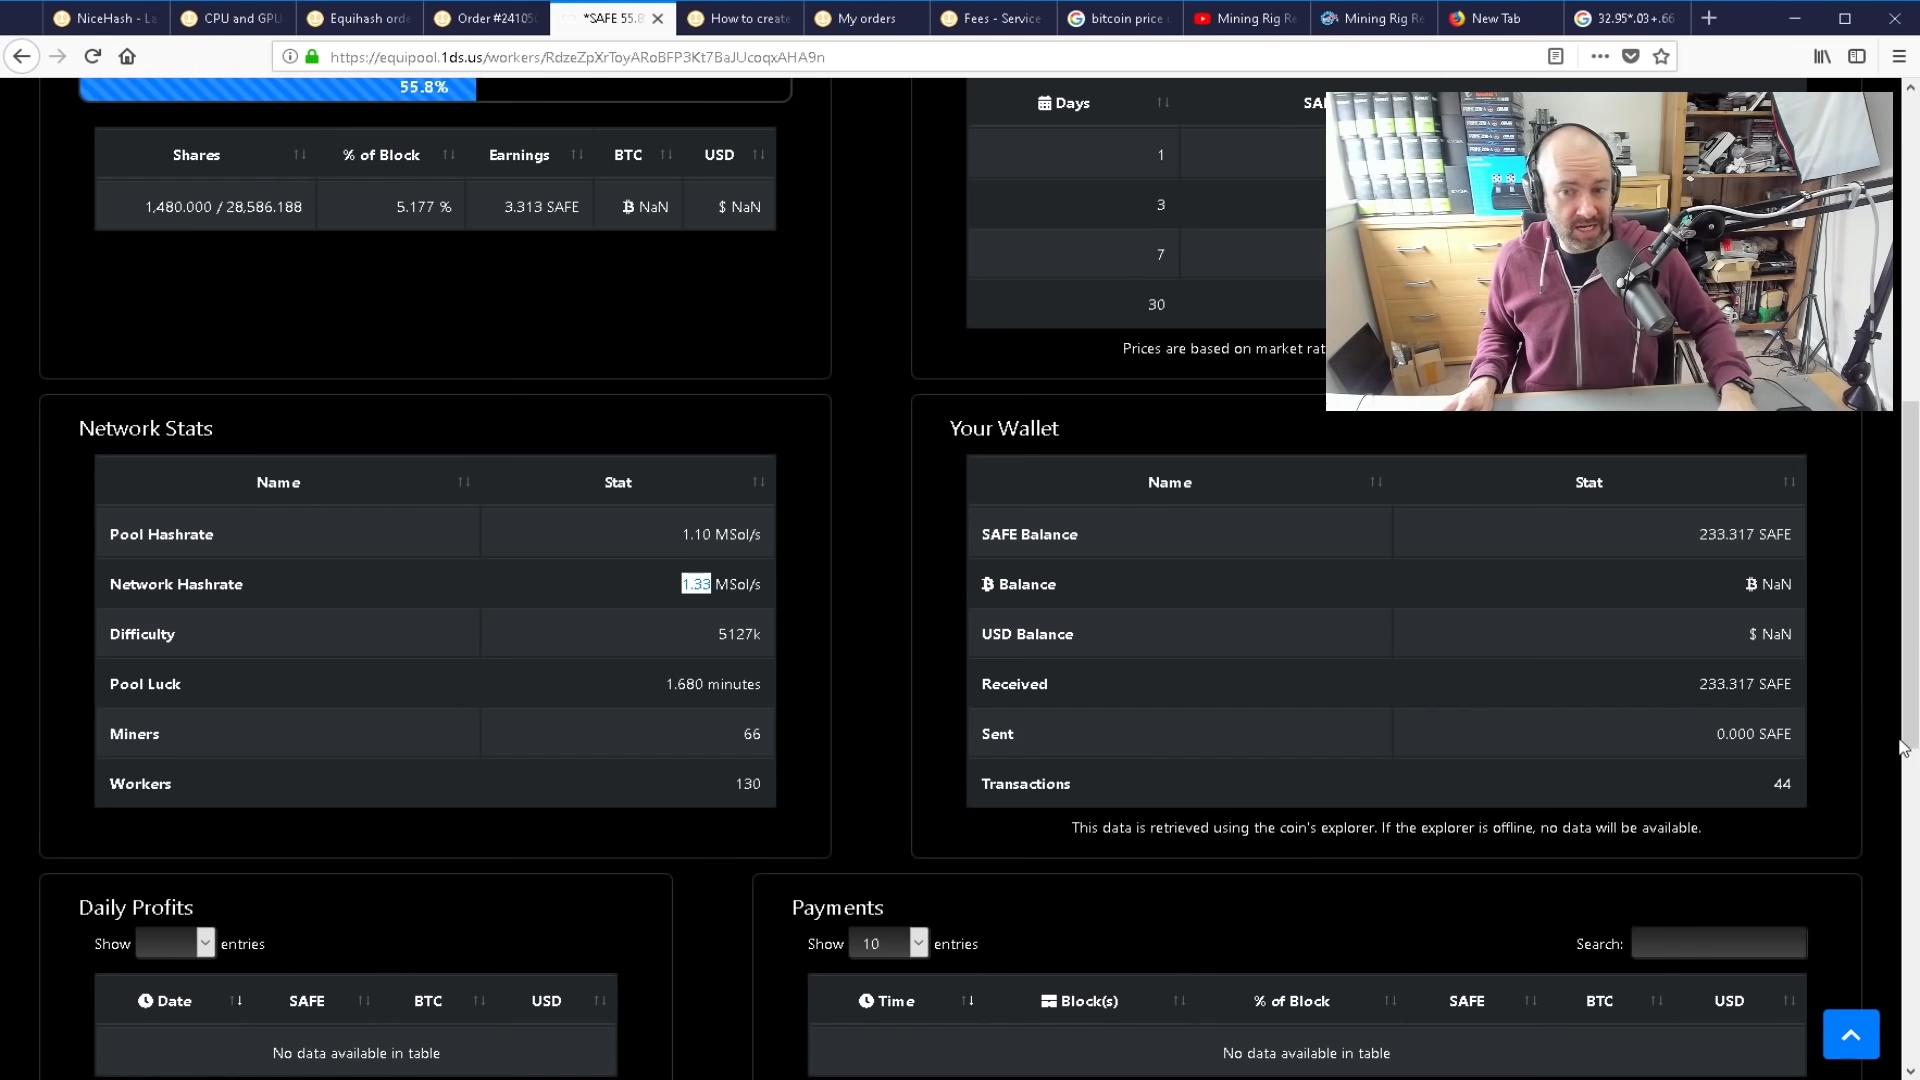 NiceHash - La
CPU and GPU
Equihash orde
Order #24105
*SAFE 55.8
How to create
My orders
Fees - Service
bitcoin price
Mining Rig Re
Mining Rig Re
New Tab
32.95*.03+.66
https://equipool.1ds.us/workers/RdzeZpXrToyARoBFP3Kt7BaJUcoqxAHA9n
55.8%
Shares % of Block Earnings BTC USD
1,480.000 / 28,586.188 5.177 % 3.313 SAFE ₿ NaN $ NaN
Days SA
1
3
7
30
Prices are based on market rat
Network Stats
Name Stat
Pool Hashrate 1.10 MSol/s
Network Hashrate 1.33 MSol/s
Difficulty 5127k
Pool Luck 1.680 minutes
Miners 66
Workers 130
Your Wallet
Name Stat
SAFE Balance 233.317 SAFE
₿ Balance ₿ NaN
USD Balance $ NaN
Received 233.317 SAFE
Sent 0.000 SAFE
Transactions 44
This data is retrieved using the coin's explorer. If the explorer is offline, no data will be available.
Daily Profits
Show entries
Date SAFE BTC USD
No data available in table
Payments
Show 10 entries
Search:
Time Block(s) % of Block SAFE BTC USD
No data available in table